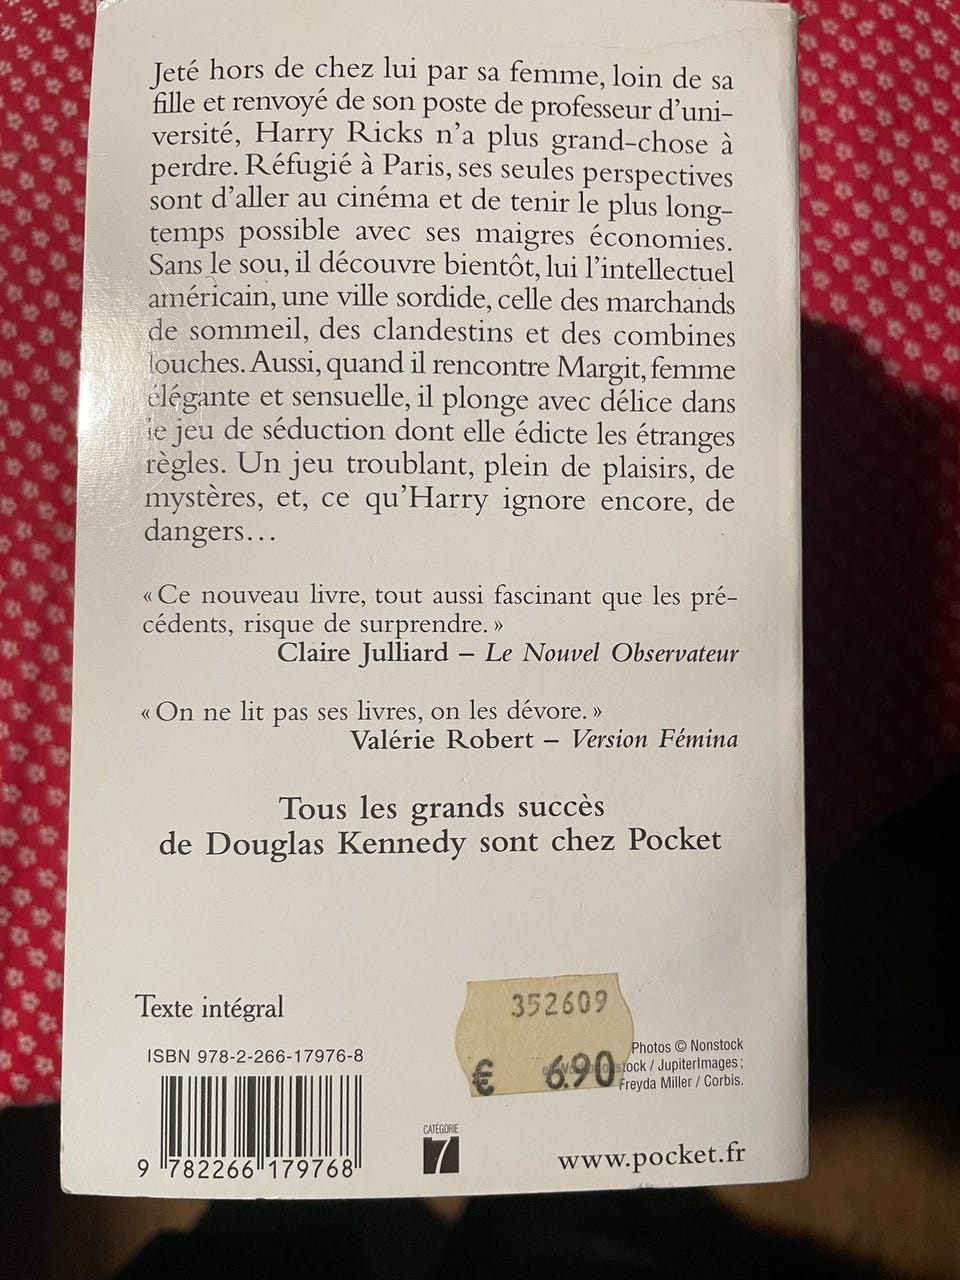 Jeté hors de chez lui par sa femme, loin de sa
fille et renvoyé de son poste de professeur d'uni-
versité, Harry Ricks n'a plus grand-chose à
perdre. Réfugié à Paris, ses seules perspectives
sont d'aller au cinéma et de tenir le plus long-
temps possible avec ses maigres économies.
Sans le sou, il découvre bientôt, lui l'intellectuel
américain, une ville sordide, celle des marchands
de sommeil, des clandestins et des combines
louches. Aussi, quand il rencontre Margit, femme
élégante et sensuelle, il plonge avec délice dans
le jeu de séduction dont elle édicte les étranges
règles. Un jeu troublant, plein de plaisirs, de
mystères, et, ce qu'Harry ignore encore, de
dangers…
« Ce nouveau livre, tout aussi fascinant que les pré-
cédents, risque de surprendre. »
Claire Julliard – Le Nouvel Observateur
« On ne lit pas ses livres, on les dévore. »
Valérie Robert – Version Fémina
Tous les grands succès
de Douglas Kennedy sont chez Pocket
Texte intégral
352609
€ 6.90
Photos © Nonstock
/ JupiterImages ;
Freyda Miller / Corbis.
ISBN 978-2-266-17976-8
9 782266 179768
CATÉGORIE
7
www.pocket.fr